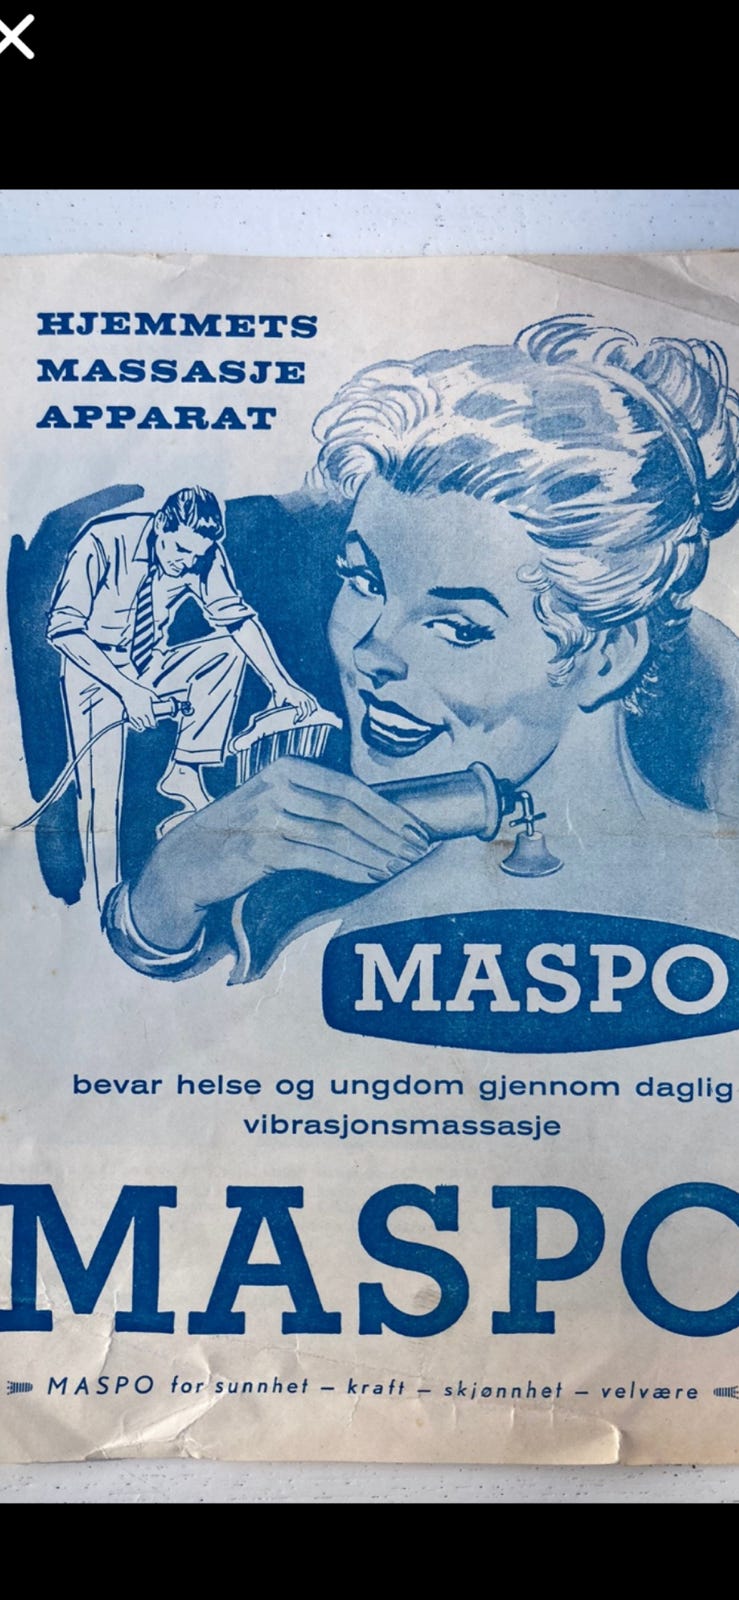 HJEMMETS
MASSASJE
APPARAT
MASPO
bevar helse og ungdom gjennom daglig
vibrasjonsmassasje
MASPO
MASPO for sunnhet – kraft – skjønnhet – velvære